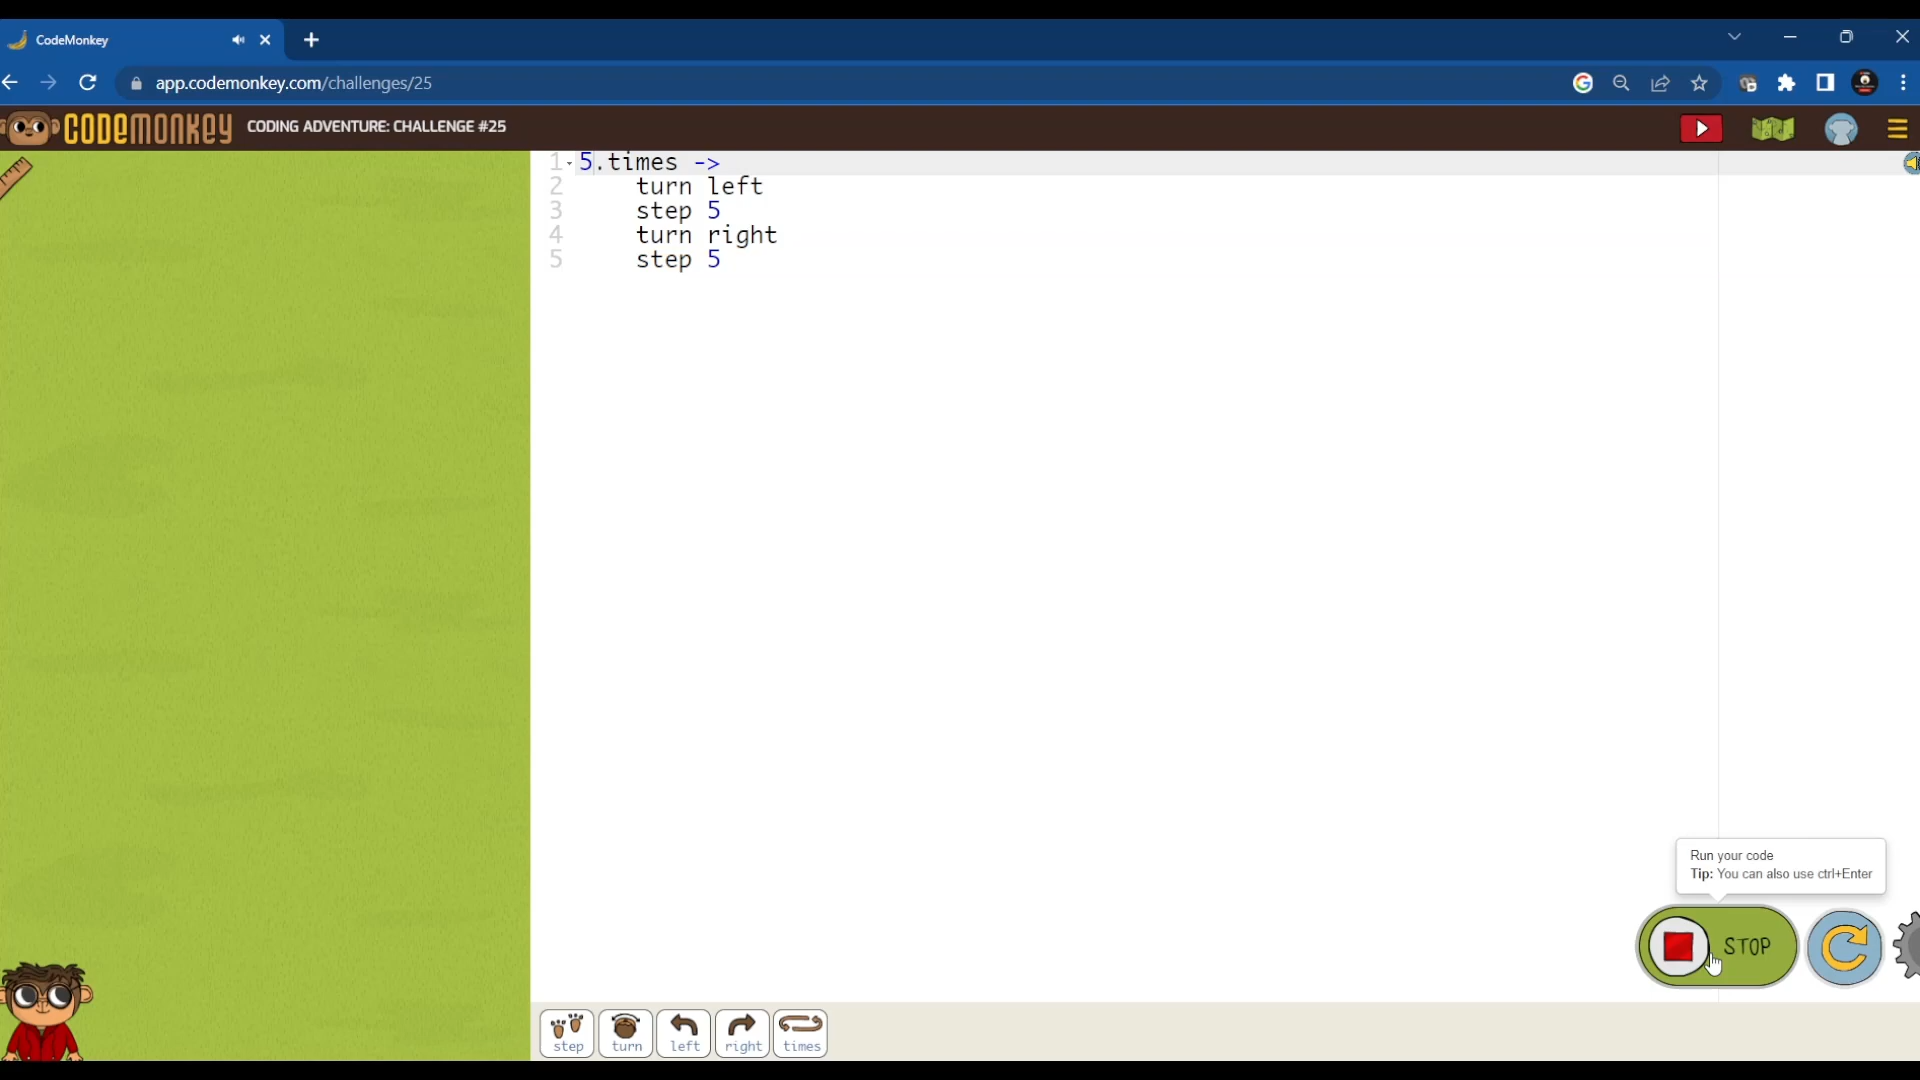 CodeMonkey
app.codemonkey.com/challenges/25
CODEMONKEY
CODING ADVENTURE: CHALLENGE #25
1 5.times ->
2 turn left
3 step 5
4 turn right
5 step 5
Run your code
Tip: You can also use ctrl+Enter
STOP
step turn left right times